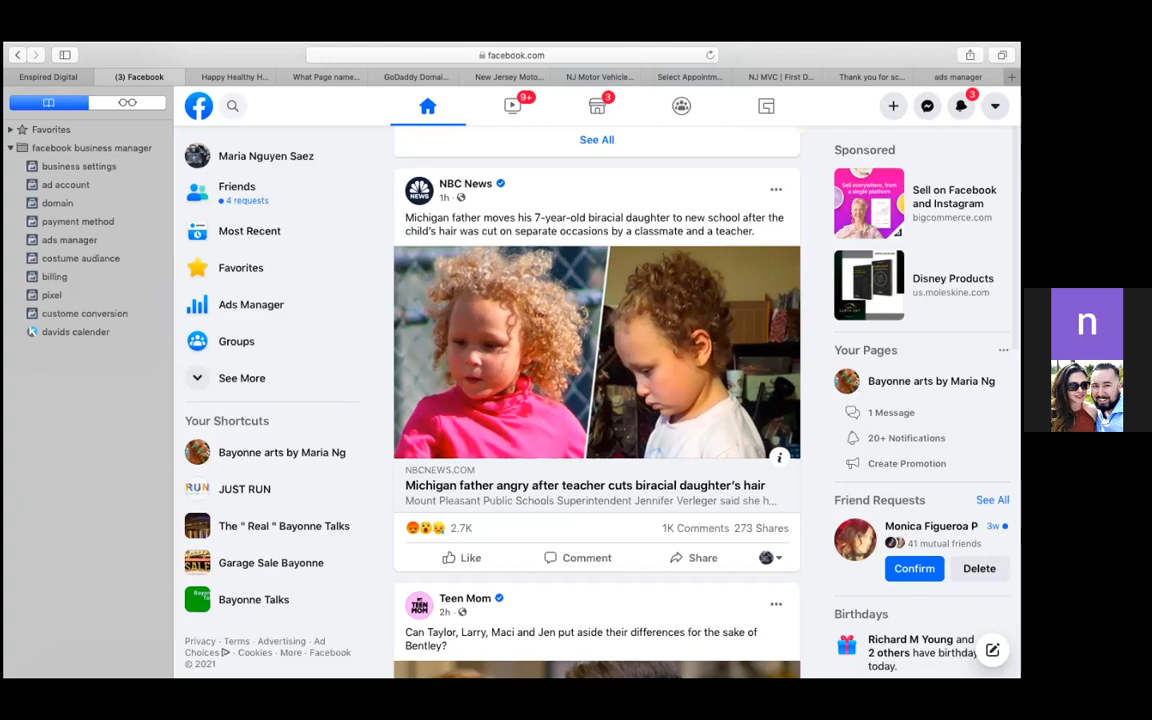 facebook.com
Enspired Digital
(3) Facebook
Happy Healthy H...
What Page name...
GoDaddy Domai...
New Jersey Moto...
NJ Motor Vehicle...
Select Appointm...
NJ MVC | First D...
Thank you for sc...
ads manager
Favorites
facebook business manager
business settings
ad account
domain
payment method
ads manager
costume audiance
billing
pixel
custome conversion
davids calender
9+
3
3
Maria Nguyen Saez
Friends
4 requests
Most Recent
Favorites
Ads Manager
Groups
See More
Your Shortcuts
Bayonne arts by Maria Ng
JUST RUN
The " Real " Bayonne Talks
Garage Sale Bayonne
Bayonne Talks
Privacy · Terms · Advertising · Ad
Choices · Cookies · More · Facebook
© 2021
See All
NBC News
1h ·
Michigan father moves his 7-year-old biracial daughter to new school after the
child's hair was cut on separate occasions by a classmate and a teacher.
NBCNEWS.COM
Michigan father angry after teacher cuts biracial daughter's hair
Mount Pleasant Public Schools Superintendent Jennifer Verleger said she h...
2.7K
1K Comments 273 Shares
Like
Comment
Share
Teen Mom
2h ·
Can Taylor, Larry, Maci and Jen put aside their differences for the sake of
Bentley?
Sponsored
Sell on Facebook
and Instagram
bigcommerce.com
Disney Products
us.moleskine.com
Your Pages
Bayonne arts by Maria Ng
1 Message
20+ Notifications
Create Promotion
Friend Requests
See All
Monica Figueroa P
3w
41 mutual friends
Confirm
Delete
Birthdays
Richard M Young and
2 others have birthday
today.
n